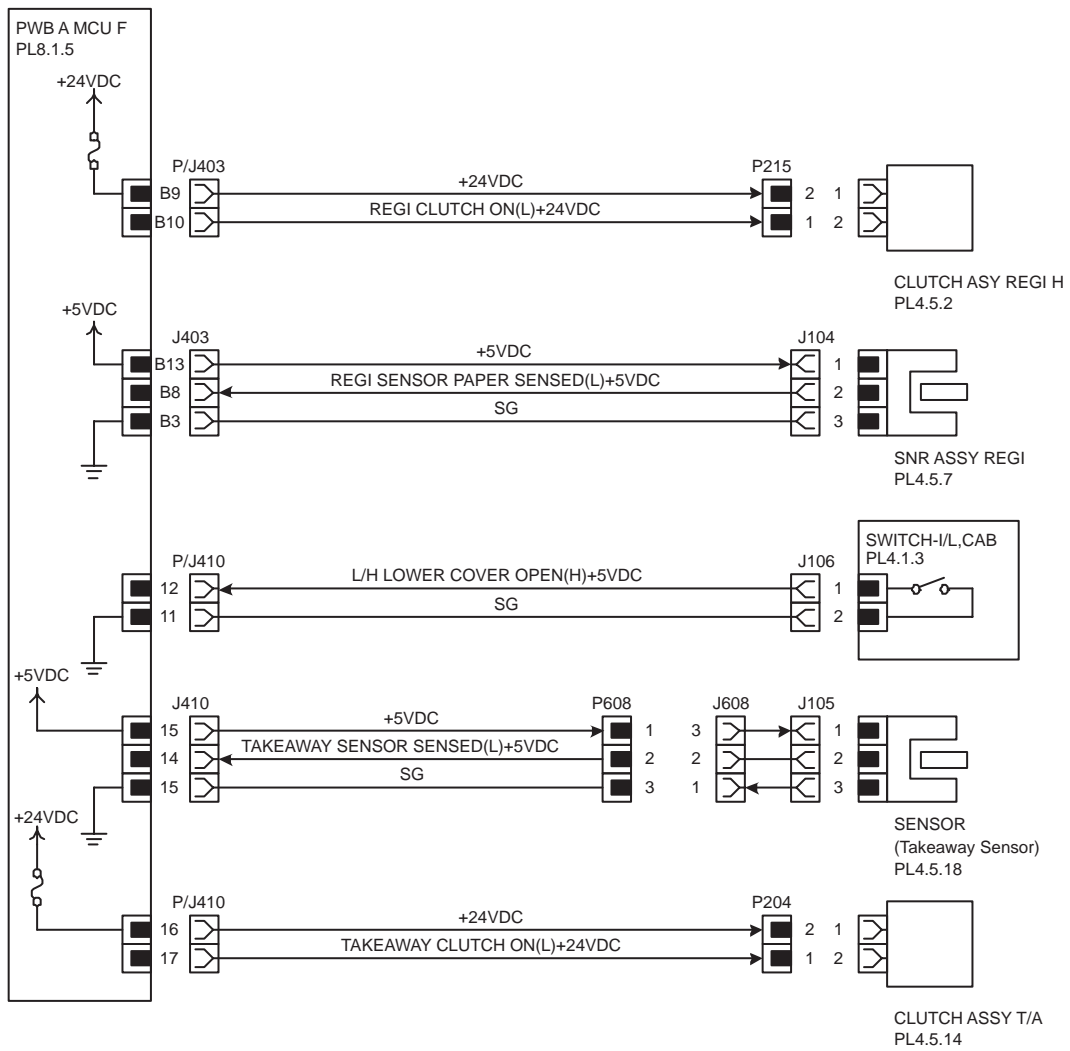 PWB A MCU F
PL8.1.5
+24VDC
P/J403
P215
B9
+24VDC
2 1
B10
REGI CLUTCH ON(L)+24VDC
1 2
CLUTCH ASY REGI H
PL4.5.2
+5VDC
J403
J104
B13
+5VDC
1
B8
REGI SENSOR PAPER SENSED(L)+5VDC
2
B3
SG
3
SNR ASSY REGI
PL4.5.7
P/J410
J106
SWITCH-I/L,CAB
PL4.1.3
12
L/H LOWER COVER OPEN(H)+5VDC
1
11
SG
2
+5VDC
J410
P608
J608
J105
15
+5VDC
1 3 1
14
TAKEAWAY SENSOR SENSED(L)+5VDC
2 2 2
15
SG
3 1 3
SENSOR
(Takeaway Sensor)
PL4.5.18
+24VDC
P/J410
P204
16
+24VDC
2 1
17
TAKEAWAY CLUTCH ON(L)+24VDC
1 2
CLUTCH ASSY T/A
PL4.5.14